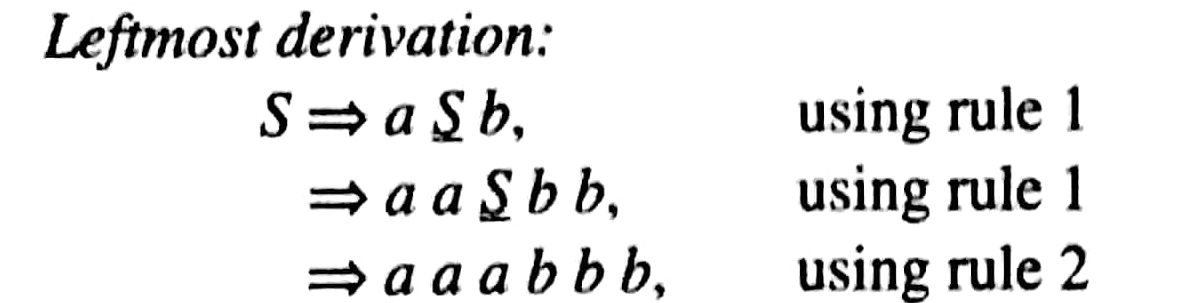 Leftmost derivation:
S ⇒ a S b, using rule 1
⇒ a a S b b, using rule 1
⇒ a a a b b b, using rule 2